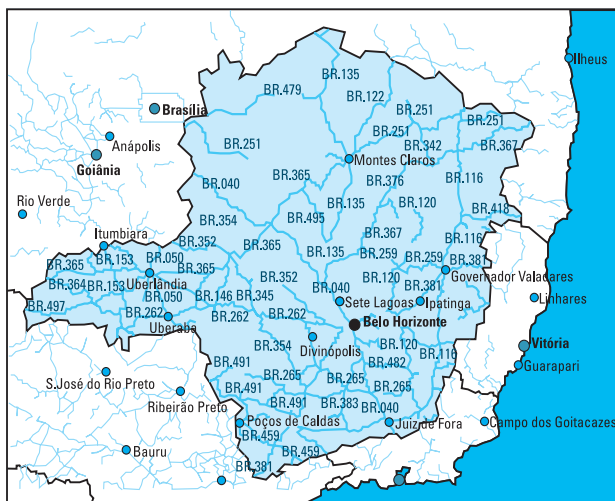 Ilheus
BR.135
BR.479
BR.122
Brasília
BR.251
BR.251
BR.251
Anápolis
BR.251
BR.342
BR.367
Goiânia
Montes Claros
BR.365
BR.376
BR.116
BR.040
Rio Verde
BR.135
BR.120
BR.418
BR.354
BR.495
BR.367
BR.116
Itumbiara
BR.352
BR.365
BR.135
BR.259
BR.259
BR.153
BR.050
BR.381
BR.365
BR.365
Governador Valadares
BR.364
BR.153
Uberlândia
BR.352
BR.120
BR.381
BR.050
BR.146
BR.345
BR.040
Linhares
BR.497
Sete Lagoas
Ipatinga
BR.262
BR.262
BR.262
Uberaba
Belo Horizonte
Divinópolis
BR.354
BR.120
Vitória
BR.116
BR.491
BR.482
Guarapari
S.José do Rio Preto
BR.265
BR.265
BR.265
BR.491
Ribeirão Preto
BR.491
BR.383
BR.040
Poços de Caldas
Juiz de Fora
Campo dos Goitacazes
BR.459
Bauru
BR.459
BR.381